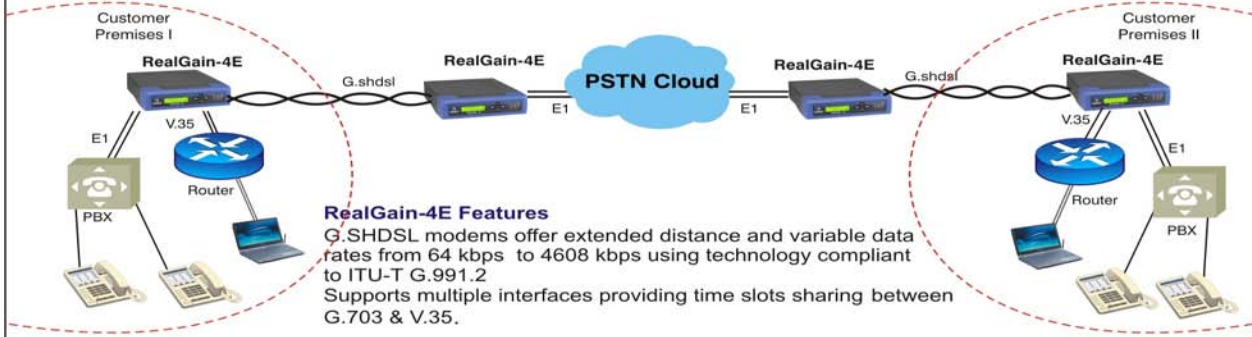 Customer
Premises I
Customer
Premises II
RealGain-4E
RealGain-4E
PSTN Cloud
RealGain-4E
RealGain-4E
G.shdsl
G.shdsl
E1
E1
V.35
V.35
E1
E1
Router
Router
PBX
PBX
RealGain-4E Features
G.SHDSL modems offer extended distance and variable data
rates from 64 kbps to 4608 kbps using technology compliant
to ITU-T G.991.2
Supports multiple interfaces providing time slots sharing between
G.703 & V.35.